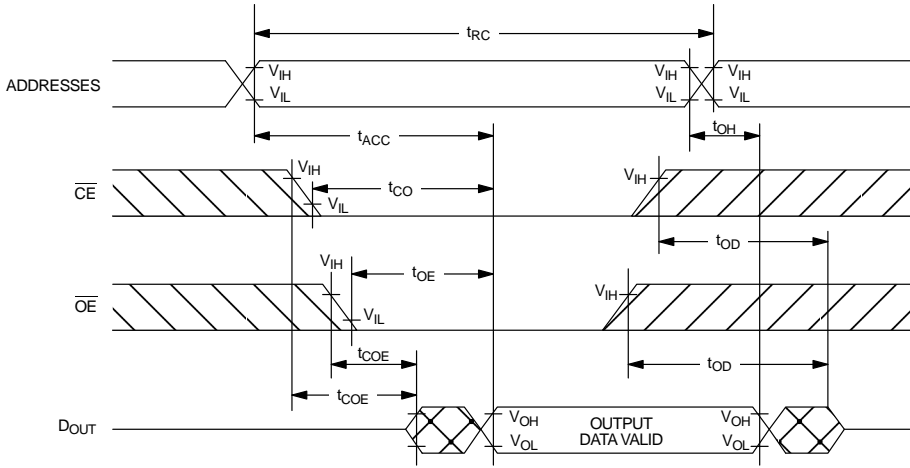 tRC
ADDRESSES
VIH
VIL
VIH
VIL
VIH
VIL
tACC
tOH
CE
VIH
VIL
tCO
VIH
tOD
OE
VIH
VIL
tOE
VIH
tCOE
tOD
tCOE
DOUT
VOH
VOL
OUTPUT
DATA VALID
VOH
VOL